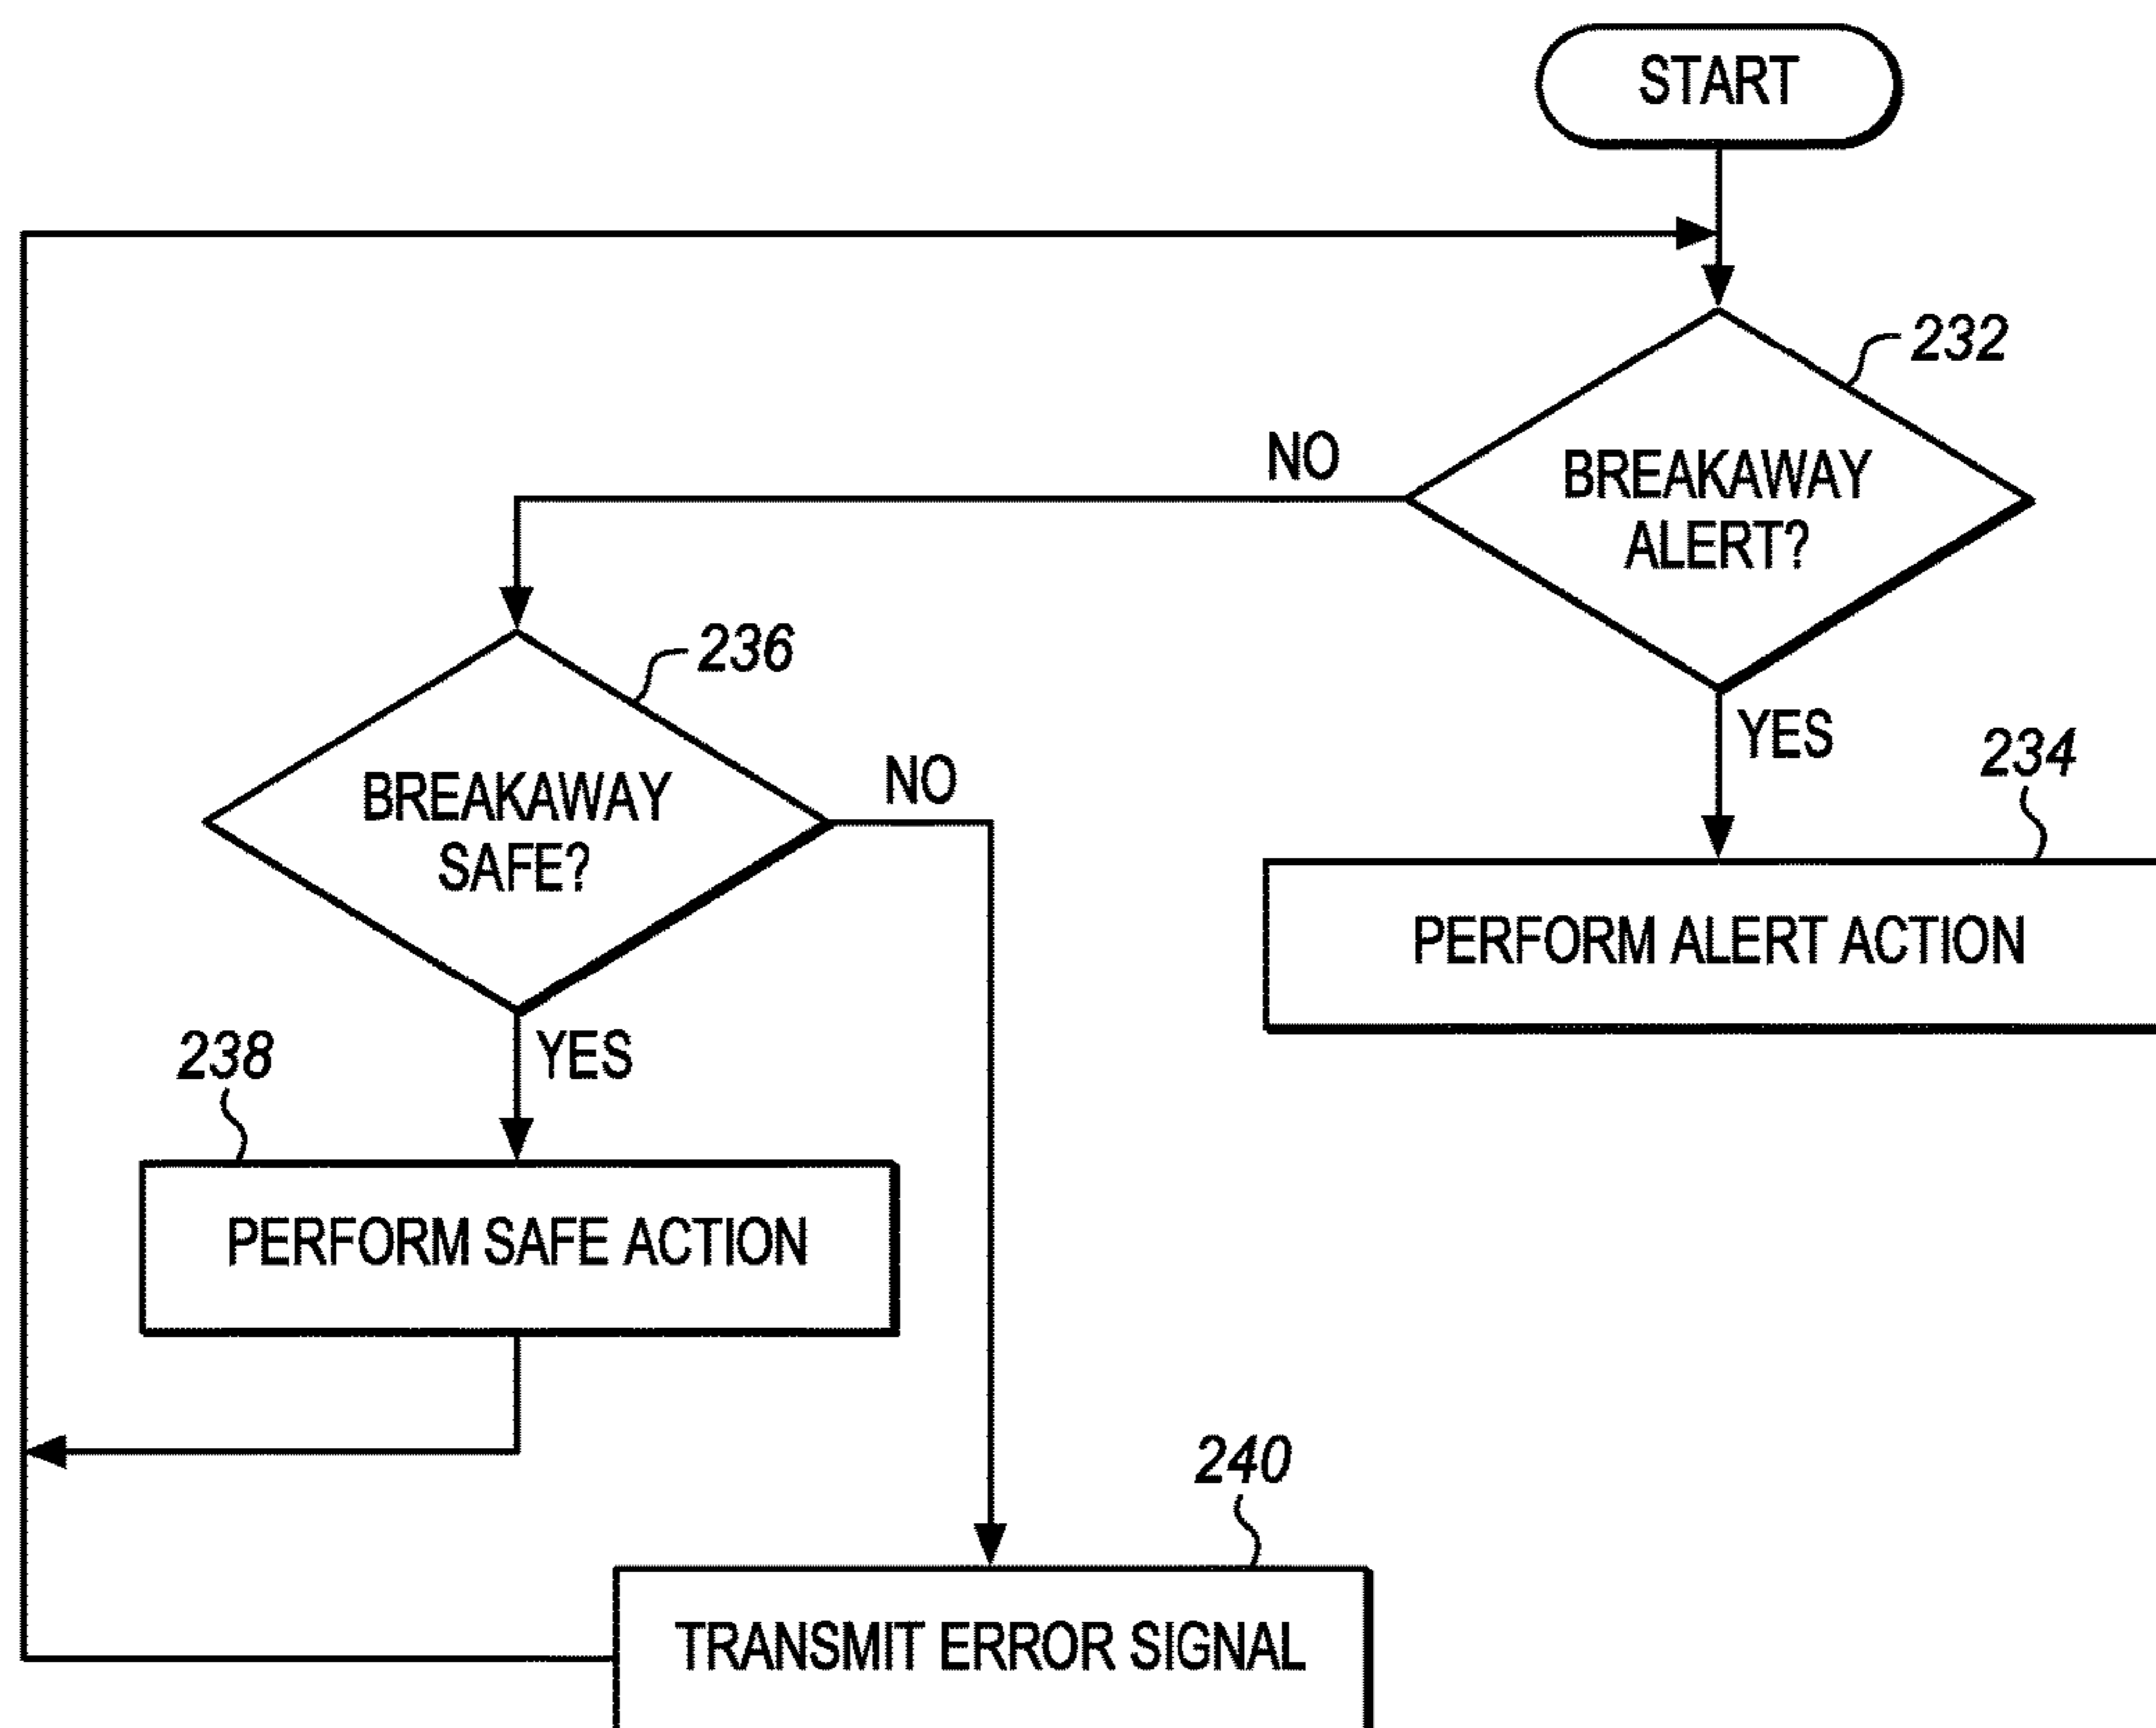 START
232
NO
BREAKAWAY
ALERT?
236
YES
234
BREAKAWAY
SAFE?
NO
PERFORM ALERT ACTION
238
YES
PERFORM SAFE ACTION
240
TRANSMIT ERROR SIGNAL